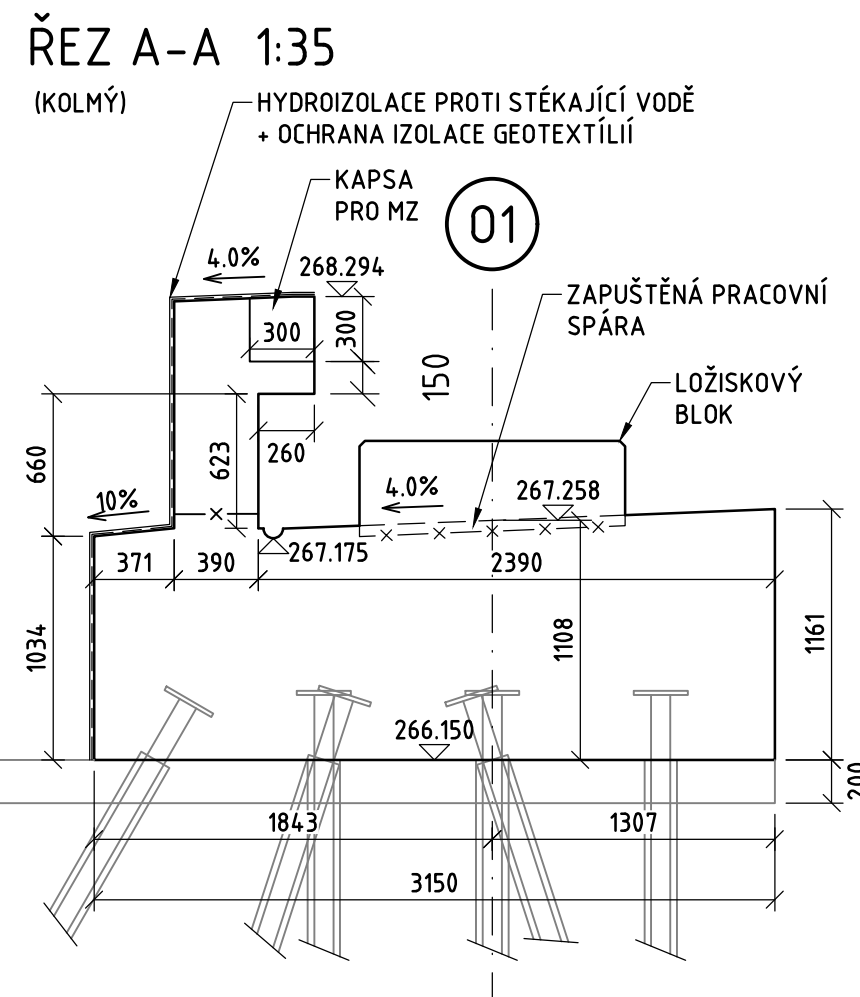 ŘEZ A-A 1:35
(KOLMÝ)
HYDROIZOLACE PROTI STÉKAJÍCÍ VODĚ
+ OCHRANA IZOLACE GEOTEXTÍLIÍ
KAPSA
PRO MZ
01
4.0%
268.294
ZAPUŠTĚNÁ PRACOVNÍ
SPÁRA
300
300
150
LOŽISKOVÝ
BLOK
660
623
260
10%
4.0%
267.258
267.175
371
390
2390
1034
1108
1161
266.150
200
1843
1307
3150